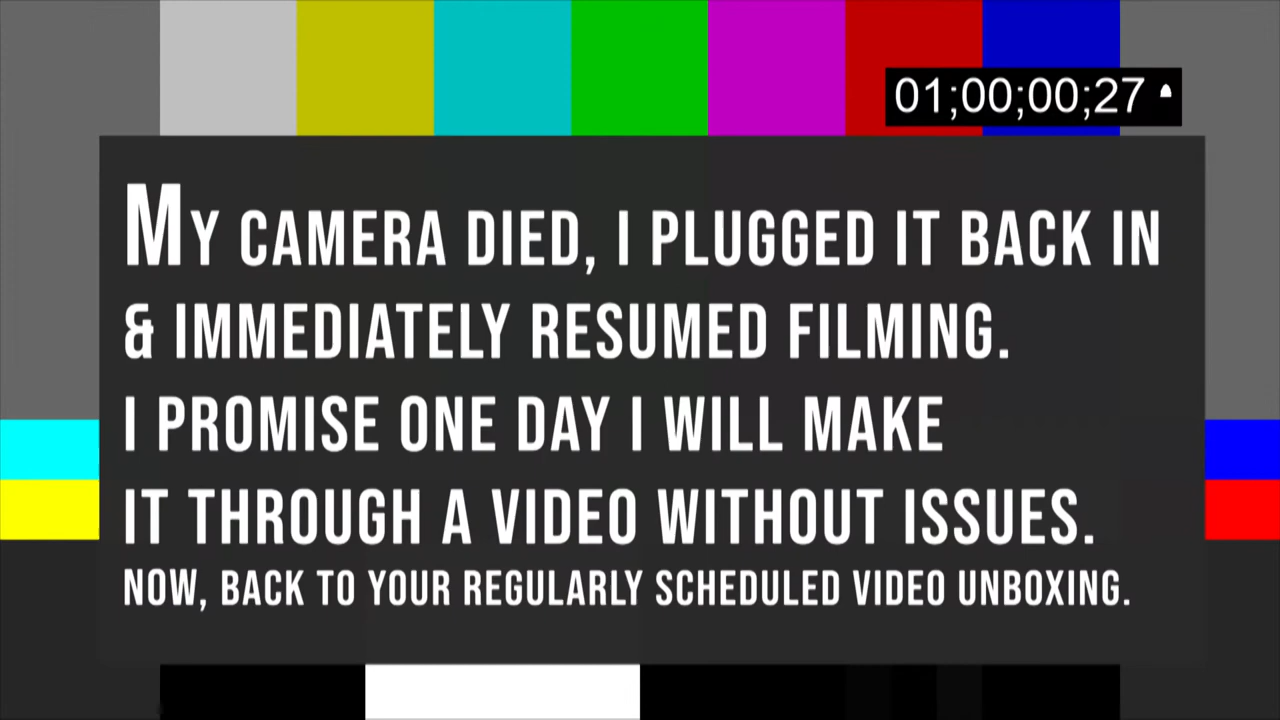 01;00;00;27
MY CAMERA DIED, I PLUGGED IT BACK IN
& IMMEDIATELY RESUMED FILMING.
I PROMISE ONE DAY I WILL MAKE
IT THROUGH A VIDEO WITHOUT ISSUES.
NOW, BACK TO YOUR REGULARLY SCHEDULED VIDEO UNBOXING.